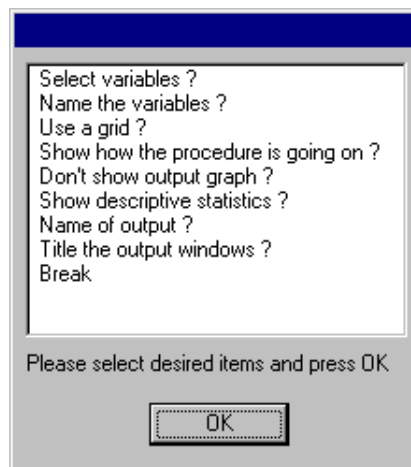 Select variables ?
Name the variables ?
Use a grid ?
Show how the procedure is going on ?
Don't show output graph ?
Show descriptive statistics ?
Name of output ?
Title the output windows ?
Break
Please select desired items and press OK
OK